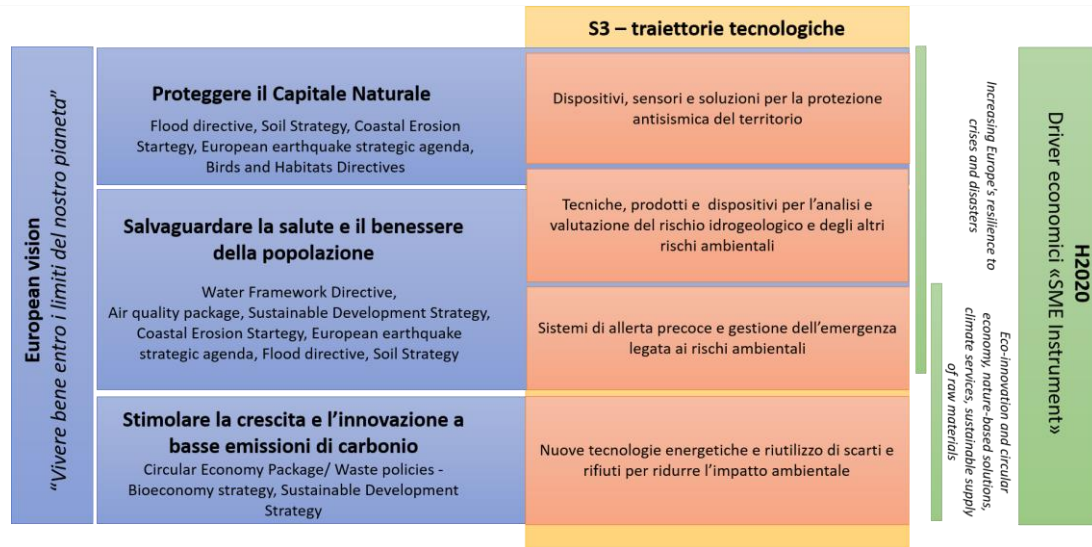 S3 – traiettorie tecnologiche
European vision
“Vivere bene entro i limiti del nostro pianeta”
Proteggere il Capitale Naturale
Flood directive, Soil Strategy, Coastal Erosion
Startegy, European earthquake strategic agenda,
Birds and Habitats Directives
Salvaguardare la salute e il benessere
della popolazione
Water Framework Directive,
Air quality package, Sustainable Development Strategy,
Coastal Erosion Startegy, European earthquake
strategic agenda, Flood directive, Soil Strategy
Stimolare la crescita e l’innovazione a
basse emissioni di carbonio
Circular Economy Package/ Waste policies -
Bioeconomy strategy, Sustainable Development
Strategy
Dispositivi, sensori e soluzioni per la protezione
antisismica del territorio
Tecniche, prodotti e dispositivi per l’analisi e
valutazione del rischio idrogeologico e degli altri
rischi ambientali
Sistemi di allerta precoce e gestione dell’emergenza
legata ai rischi ambientali
Nuove tecnologie energetiche e riutilizzo di scarti e
rifiuti per ridurre l’impatto ambientale
Increasing Europe's resilience to
crises and disasters
Eco-innovation and circular
economy, nature-based solutions,
climate services, sustainable supply
of raw materials
H2020
Driver economici «SME Instrument»